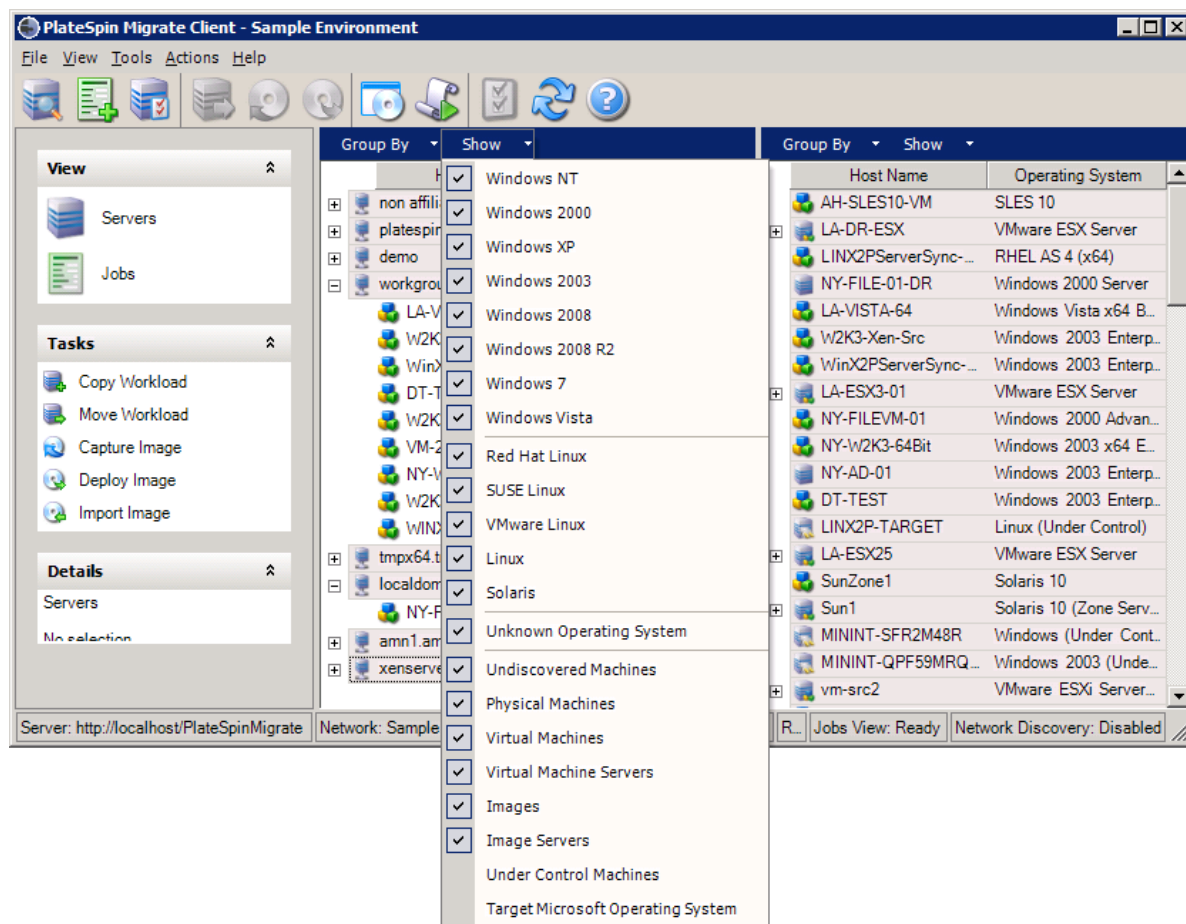 PlateSpin Migrate Client - Sample Environment
File View Tools Actions Help
View
Servers
Jobs
Tasks
Copy Workload
Move Workload
Capture Image
Deploy Image
Import Image
Details
Servers
No selection
Group By Show
non affili
platespin
demo
workgrou
LA-V
W2K
WinX
DT-T
W2K
VM-2
NY-W
W2K
WINX
tmpx64.t
localdom
NY-F
amn1.am
xenserve
Windows NT
Windows 2000
Windows XP
Windows 2003
Windows 2008
Windows 2008 R2
Windows 7
Windows Vista
Red Hat Linux
SUSE Linux
VMware Linux
Linux
Solaris
Unknown Operating System
Undiscovered Machines
Physical Machines
Virtual Machines
Virtual Machine Servers
Images
Image Servers
Under Control Machines
Target Microsoft Operating System
Group By Show
Host Name Operating System
AH-SLES10-VM SLES 10
LA-DR-ESX VMware ESX Server
LINX2PServerSync-... RHEL AS 4 (x64)
NY-FILE-01-DR Windows 2000 Server
LA-VISTA-64 Windows Vista x64 B...
W2K3-Xen-Src Windows 2003 Enterp...
WinX2PServerSync-... Windows 2003 Enterp...
LA-ESX3-01 VMware ESX Server
NY-FILEVM-01 Windows 2000 Advan...
NY-W2K3-64Bit Windows 2003 x64 E...
NY-AD-01 Windows 2003 Enterp...
DT-TEST Windows 2003 Enterp...
LINX2P-TARGET Linux (Under Control)
LA-ESX25 VMware ESX Server
SunZone1 Solaris 10
Sun1 Solaris 10 (Zone Serv...
MININT-SFR2M48R Windows (Under Cont...
MININT-QPF59MRQ... Windows 2003 (Unde...
vm-src2 VMware ESXi Server...
Server: http://localhost/PlateSpinMigrate Network: Sample R... Jobs View: Ready Network Discovery: Disabled